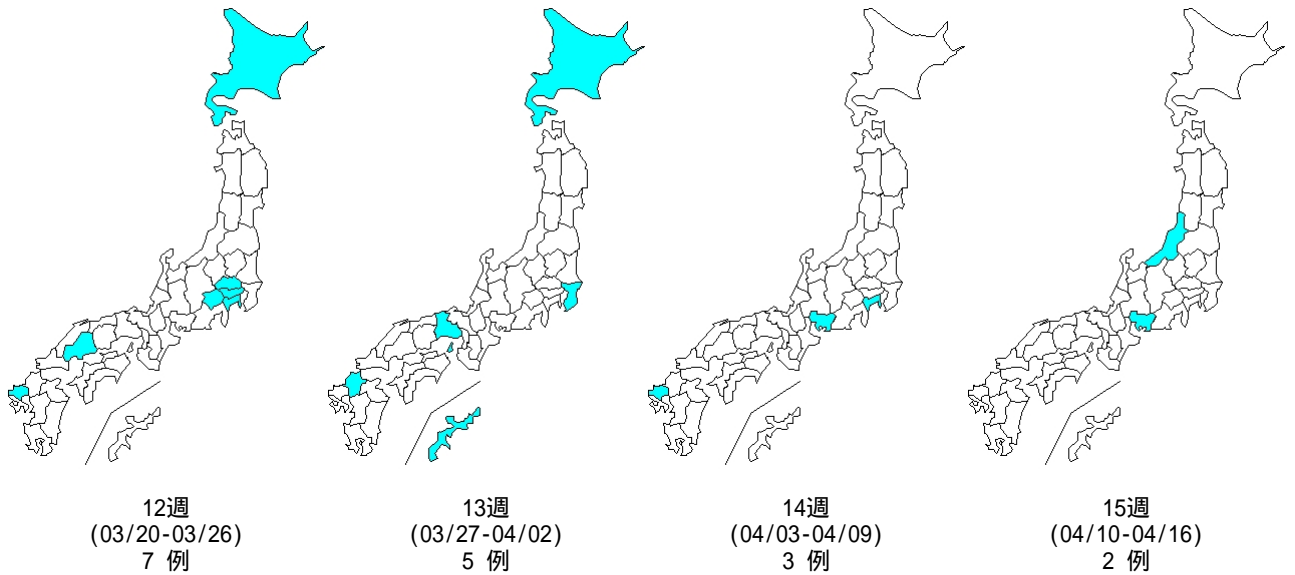 12週
(03/20-03/26)
7 例
13週
(03/27-04/02)
5 例
14週
(04/03-04/09)
3 例
15週
(04/10-04/16)
2 例